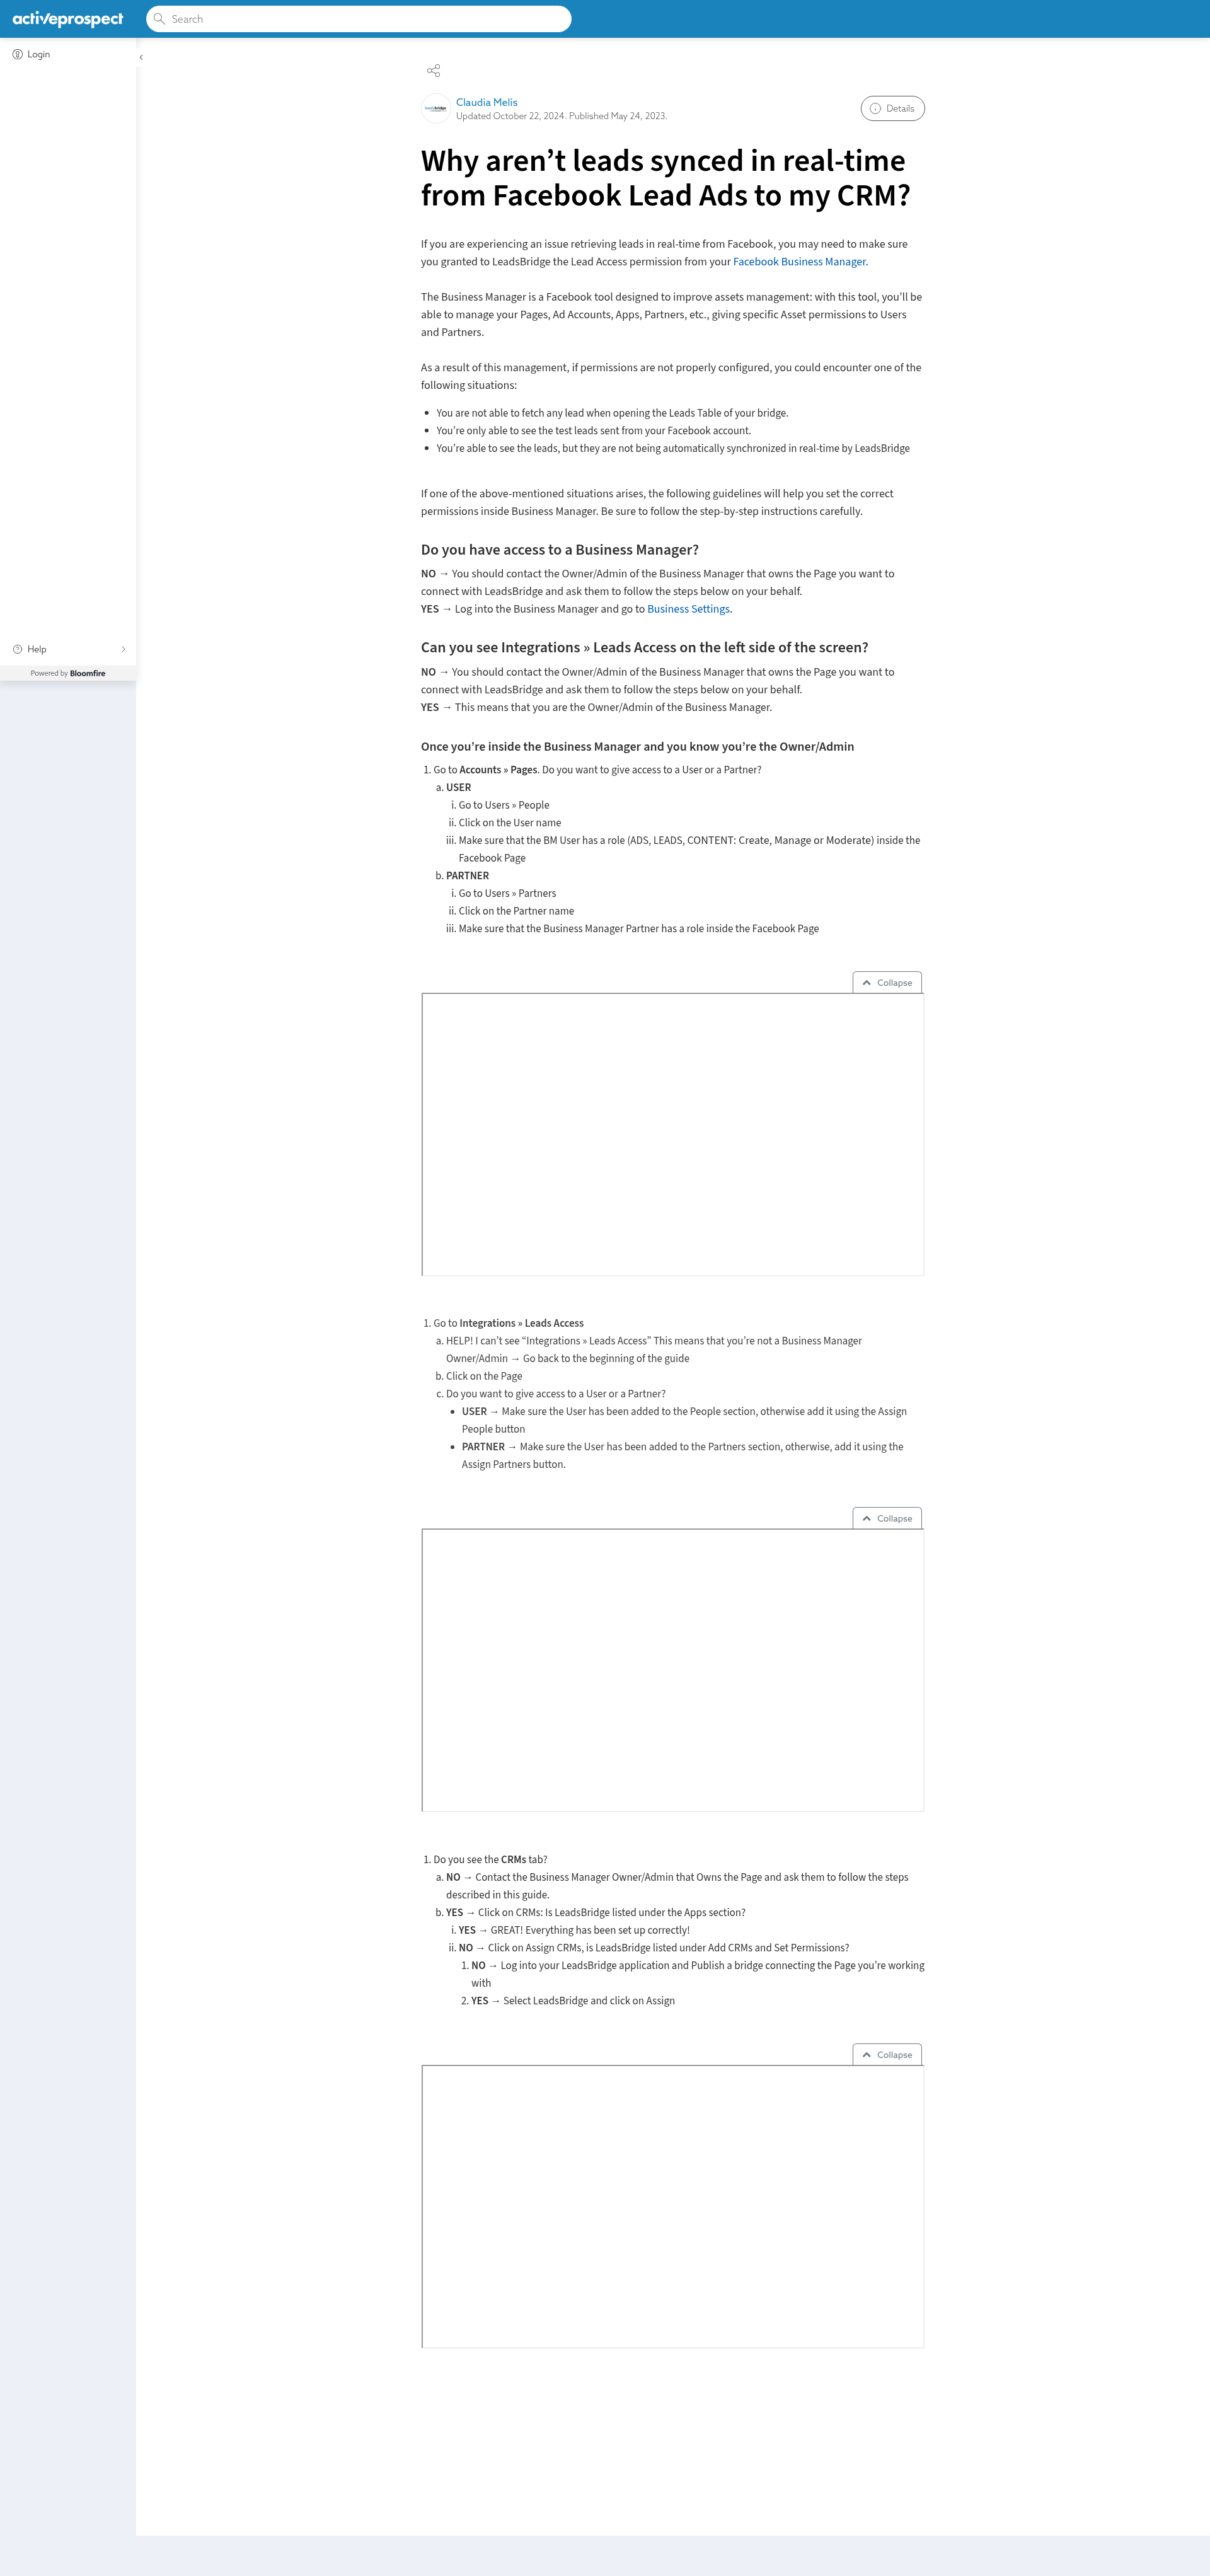 activeprospect
Search
Login
Claudia Melis
Updated October 22, 2024. Published May 24, 2023.
Details
Why aren’t leads synced in real-time
from Facebook Lead Ads to my CRM?
If you are experiencing an issue retrieving leads in real-time from Facebook, you may need to make sure
you granted to LeadsBridge the Lead Access permission from your Facebook Business Manager.
The Business Manager is a Facebook tool designed to improve assets management: with this tool, you’ll be
able to manage your Pages, Ad Accounts, Apps, Partners, etc., giving specific Asset permissions to Users
and Partners.
As a result of this management, if permissions are not properly configured, you could encounter one of the
following situations:
• You are not able to fetch any lead when opening the Leads Table of your bridge.
• You’re only able to see the test leads sent from your Facebook account.
• You’re able to see the leads, but they are not being automatically synchronized in real-time by LeadsBridge
If one of the above-mentioned situations arises, the following guidelines will help you set the correct
permissions inside Business Manager. Be sure to follow the step-by-step instructions carefully.
Do you have access to a Business Manager?
NO → You should contact the Owner/Admin of the Business Manager that owns the Page you want to
connect with LeadsBridge and ask them to follow the steps below on your behalf.
YES → Log into the Business Manager and go to Business Settings.
Can you see Integrations » Leads Access on the left side of the screen?
Help
NO → You should contact the Owner/Admin of the Business Manager that owns the Page you want to
Powered by Bloomfire
connect with LeadsBridge and ask them to follow the steps below on your behalf.
YES → This means that you are the Owner/Admin of the Business Manager.
Once you’re inside the Business Manager and you know you’re the Owner/Admin
1. Go to Accounts » Pages. Do you want to give access to a User or a Partner?
a. USER
i. Go to Users » People
ii. Click on the User name
iii. Make sure that the BM User has a role (ADS, LEADS, CONTENT: Create, Manage or Moderate) inside the
Facebook Page
b. PARTNER
i. Go to Users » Partners
ii. Click on the Partner name
iii. Make sure that the Business Manager Partner has a role inside the Facebook Page
Collapse
1. Go to Integrations » Leads Access
a. HELP! I can’t see “Integrations » Leads Access” This means that you’re not a Business Manager
Owner/Admin → Go back to the beginning of the guide
b. Click on the Page
c. Do you want to give access to a User or a Partner?
• USER → Make sure the User has been added to the People section, otherwise add it using the Assign
People button
• PARTNER → Make sure the User has been added to the Partners section, otherwise, add it using the
Assign Partners button.
Collapse
1. Do you see the CRMs tab?
a. NO → Contact the Business Manager Owner/Admin that Owns the Page and ask them to follow the steps
described in this guide.
b. YES → Click on CRMs: Is LeadsBridge listed under the Apps section?
i. YES → GREAT! Everything has been set up correctly!
ii. NO → Click on Assign CRMs, is LeadsBridge listed under Add CRMs and Set Permissions?
1. NO → Log into your LeadsBridge application and Publish a bridge connecting the Page you’re working
with
2. YES → Select LeadsBridge and click on Assign
Collapse